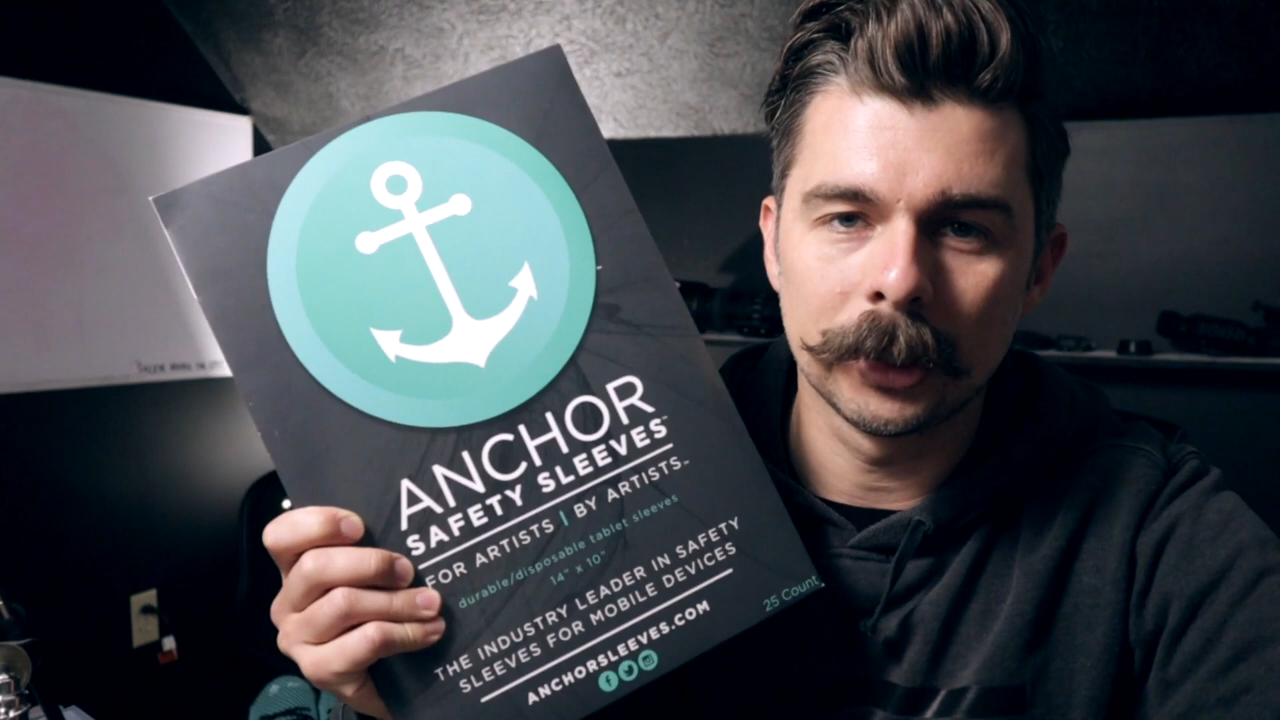 ANCHOR
SAFETY SLEEVES™
FOR ARTISTS | BY ARTISTS™
durable/disposable tablet sleeves
14" x 10"
THE INDUSTRY LEADER IN SAFETY
SLEEVES FOR MOBILE DEVICES
25 Count
ANCHORSLEEVES.COM